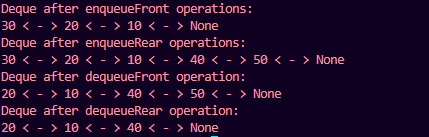 Deque after enqueueFront operations:
30 < - > 20 < - > 10 < - > None
Deque after enqueueRear operations:
30 < - > 20 < - > 10 < - > 40 < - > 50 < - > None
Deque after dequeueFront operation:
20 < - > 10 < - > 40 < - > 50 < - > None
Deque after dequeueRear operation:
20 < - > 10 < - > 40 < - > None